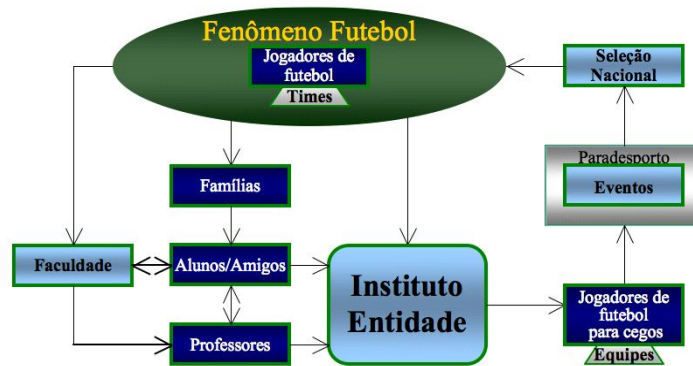 Fenômeno Futebol
Jogadores de
futebol
Times
Seleção
Nacional
Paradesporto
Eventos
Famílias
Faculdade
Alunos/Amigos
Instituto
Entidade
Jogadores de
futebol
para cegos
Equipes
Professores